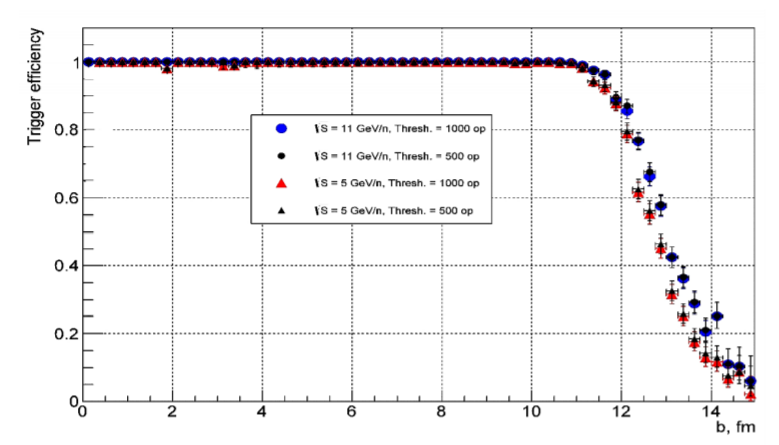 Trigger efficiency
1
0.8
0.6
0.4
0.2
0
√S = 11 GeV/n, Thresh. = 1000 op
√S = 11 GeV/n, Thresh. = 500 op
√S = 5 GeV/n, Thresh. = 1000 op
√S = 5 GeV/n, Thresh. = 500 op
0 2 4 6 8 10 12 14
b, fm